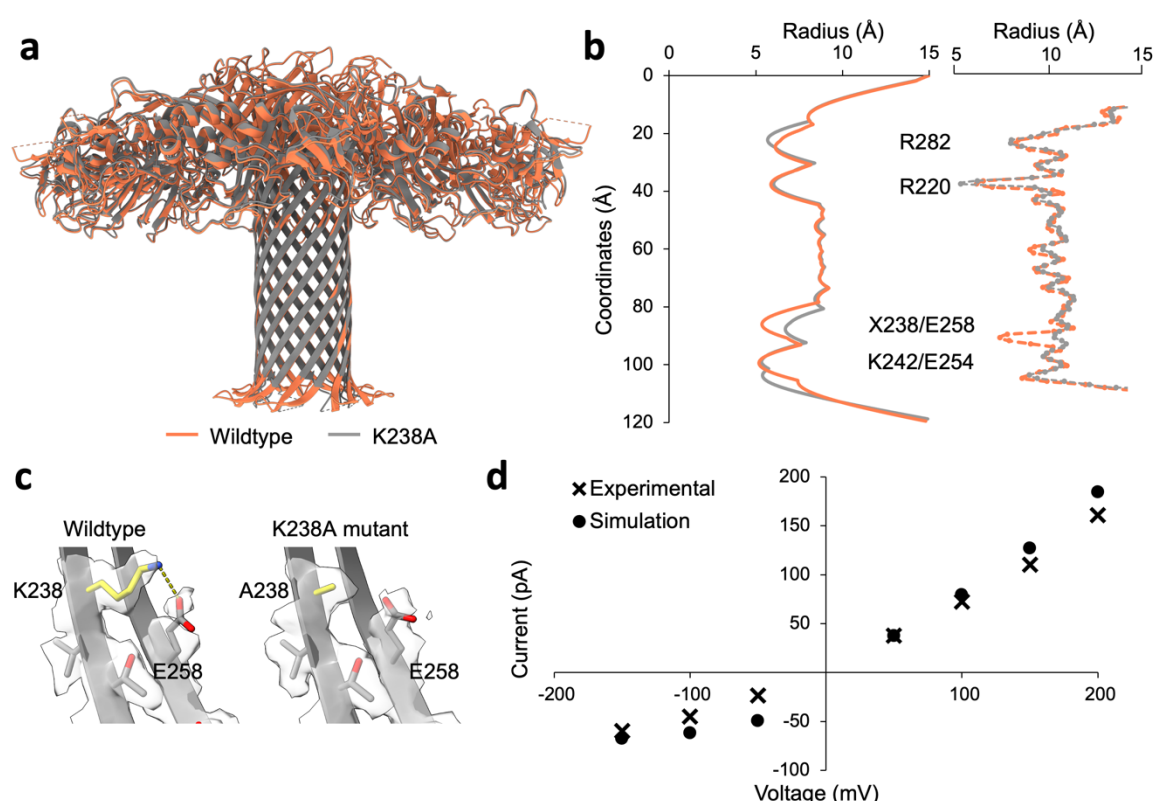 a
Wildtype
K238A
b
Radius (Å)
Radius (Å)
0
5
10
15
5
10
15
Coordinates (Å)
0
20
40
60
80
100
120
R282
R220
X238/E258
K242/E254
c
Wildtype
K238A mutant
K238
E258
A238
E258
d
Experimental
Simulation
Current (pA)
200
150
100
50
-50
-100
-200
-100
100
200
Voltage (mV)